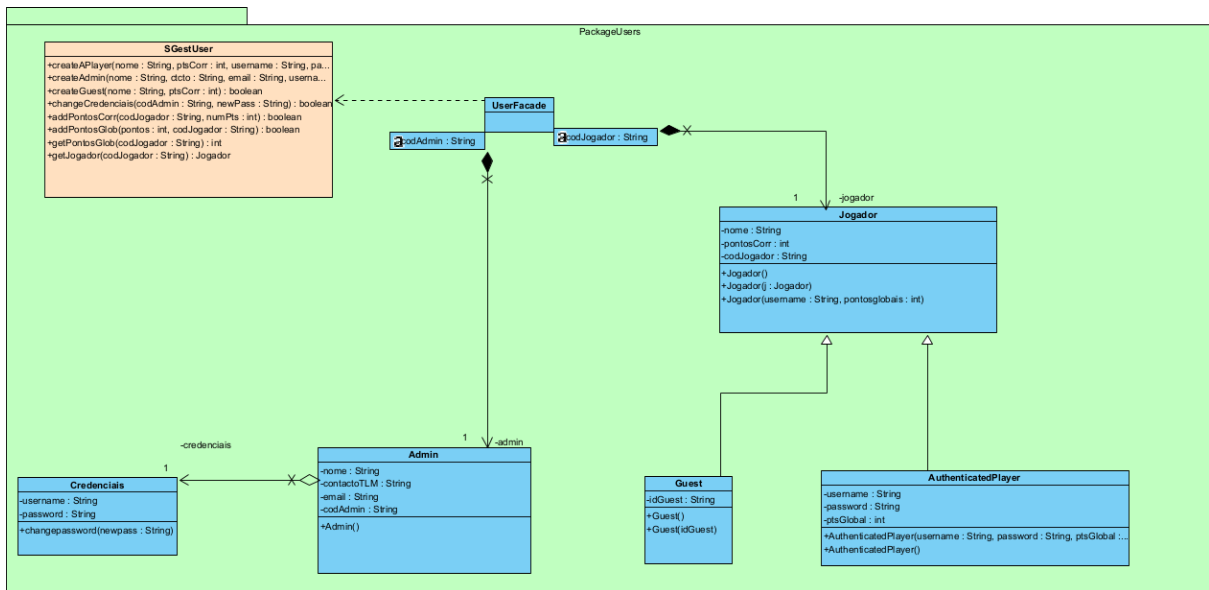 PackageUsers
SGestUser
+createAPlayer(nome : String, ptsCorr : int, username : String, pa...
+createAdmin(nome : String, ctcto : String, email : String, userna...
+createGuest(nome : String, ptsCorr : int) : boolean
+changeCredenciais(codAdmin : String, newPass : String) : boolean
+addPontosCorr(codJogador : String, numPts : int) : boolean
+addPontosGlob(pontos : int, codJogador : String) : boolean
+getPontosGlob(codJogador : String) : int
+getJogador(codJogador : String) : Jogador
UserFacade
a codAdmin : String
a codJogador : String
1
-jogador
Jogador
-nome : String
-pontosCorr : int
-codJogador : String
+Jogador()
+Jogador(j : Jogador)
+Jogador(username : String, pontosglobais : int)
-credenciais
1
1
-admin
Credenciais
-username : String
-password : String
+changepassword(newpass : String)
Admin
-nome : String
-contactoTLM : String
-email : String
-codAdmin : String
+Admin()
Guest
-idGuest : String
+Guest()
+Guest(idGuest)
AuthenticatedPlayer
-username : String
-password : String
-ptsGlobal : int
+AuthenticatedPlayer(username : String, password : String, ptsGlobal :...
+AuthenticatedPlayer()